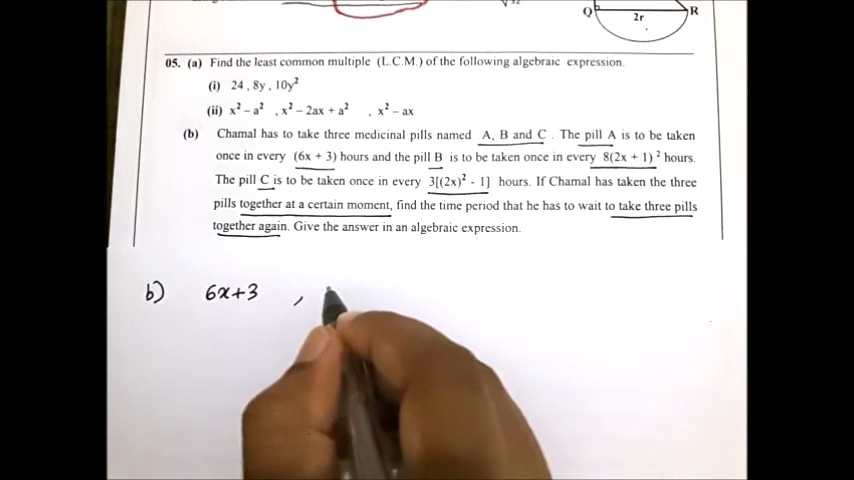 Q 2r R
05. (a) Find the least common multiple (L.C.M.) of the following algebraic expression.
(i) 24 , 8y , 10y²
(ii) x² – a² , x² – 2ax + a² , x² – ax
(b) Chamal has to take three medicinal pills named A, B and C . The pill A is to be taken
once in every (6x + 3) hours and the pill B is to be taken once in every 8(2x + 1)² hours.
The pill C is to be taken once in every 3[(2x)² - 1] hours. If Chamal has taken the three
pills together at a certain moment, find the time period that he has to wait to take three pills
together again. Give the answer in an algebraic expression.
b) 6x+3 ,